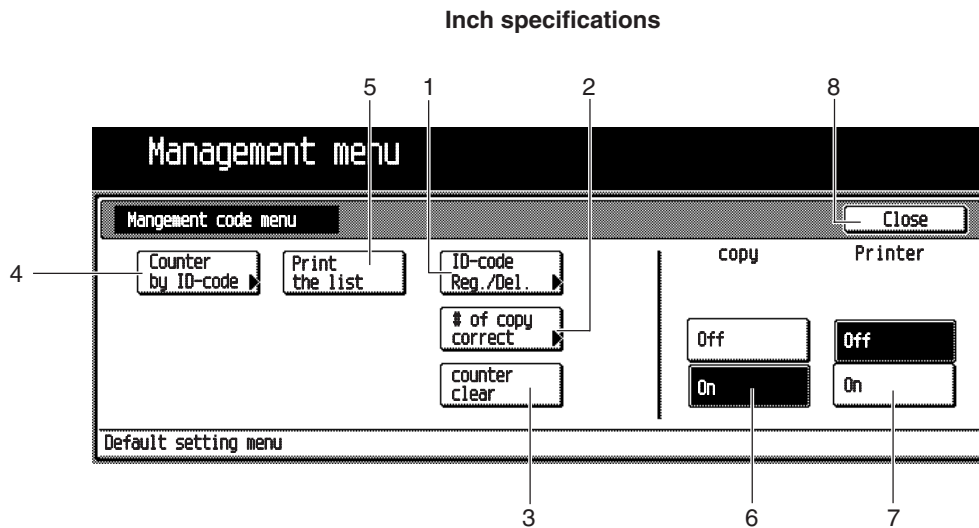 Inch specifications
5 1 2 8
Management menu
Mangement code menu
Close
4
Counter
by ID-code
Print
the list
ID-code
Reg./Del.
# of copy
correct
counter
clear
copy
Printer
Off
On
Off
On
Default setting menu
3 6 7